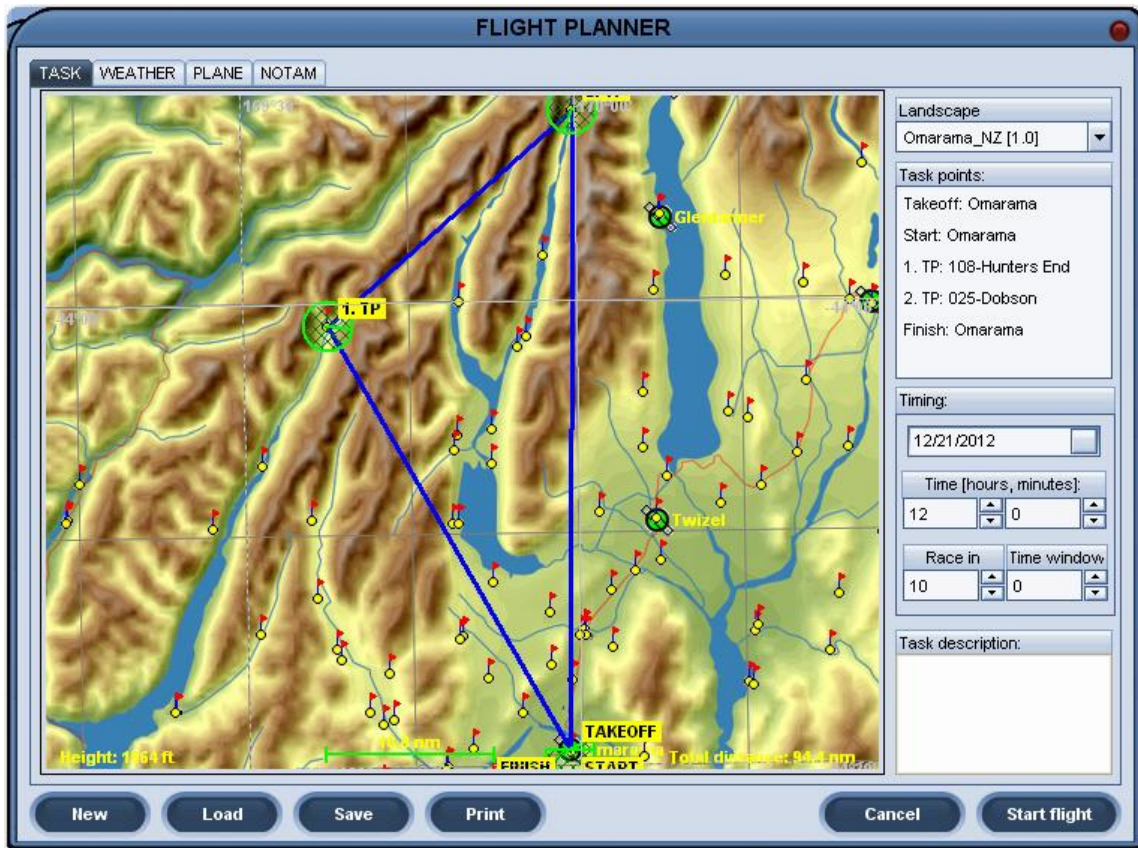 FLIGHT PLANNER
TASK WEATHER PLANE NOTAM
Landscape
Omarama_NZ [1.0]
Task points:
Takeoff: Omarama
Start: Omarama
1. TP: 108-Hunters End
2. TP: 025-Dobson
Finish: Omarama
Glentanner
1. TP
Twizel
TAKEOFF
FINISH START
Height: 1864 ft
Total distance: 94.4 nm
Timing:
12/21/2012
Time [hours, minutes]:
12 0
Race in Time window
10 0
Task description:
New Load Save Print Cancel Start flight